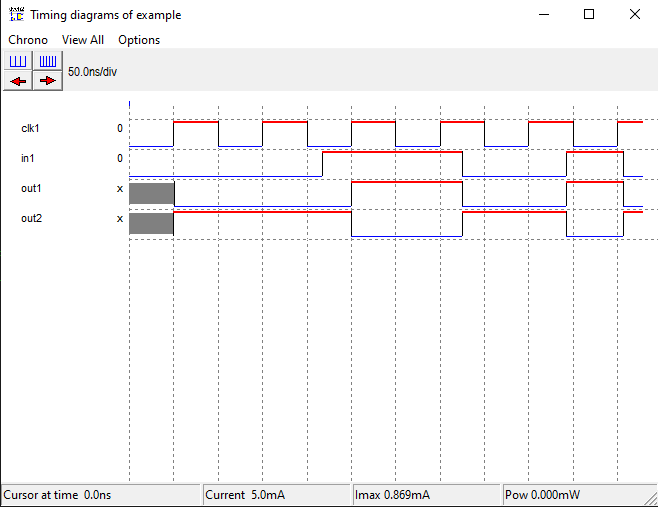 Timing diagrams of example
Chrono View All Options
50.0ns/div
clk1 0
in1 0
out1 x
out2 x
Cursor at time 0.0ns Current 5.0mA Imax 0.869mA Pow 0.000mW